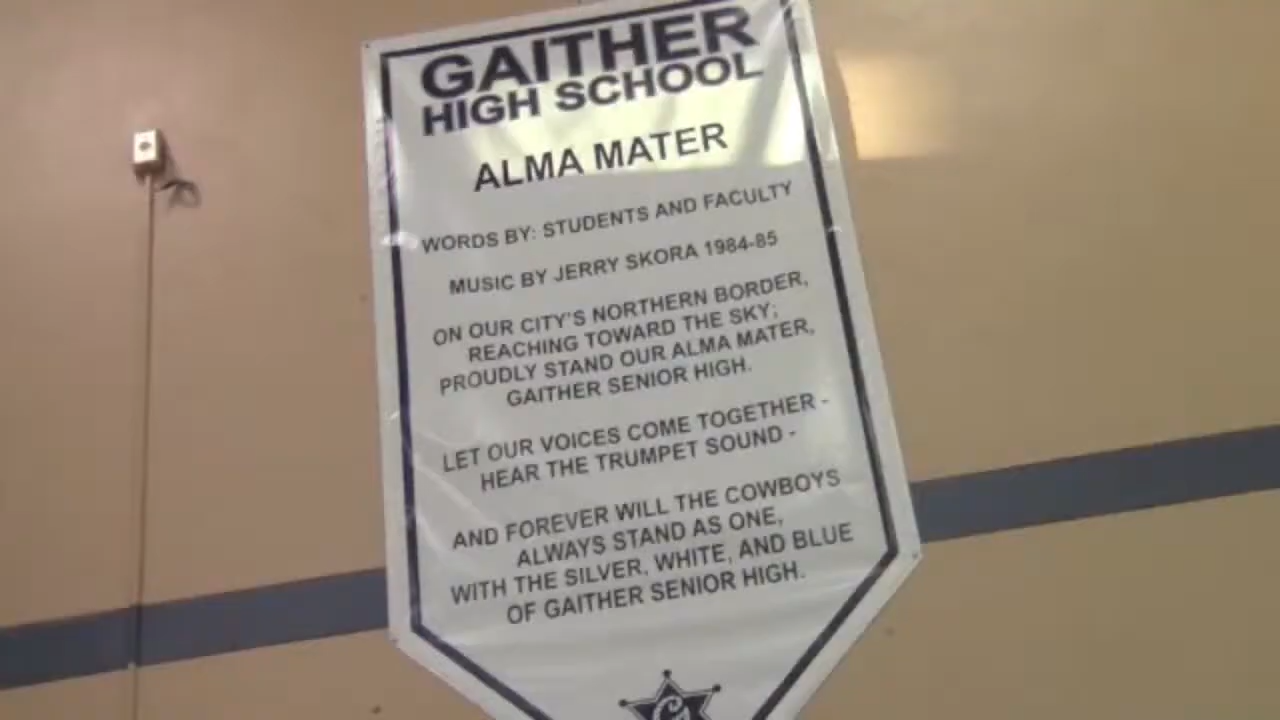 GAITHER
HIGH SCHOOL
ALMA MATER
WORDS BY: STUDENTS AND FACULTY
MUSIC BY JERRY SKORA 1984-85
ON OUR CITY'S NORTHERN BORDER,
REACHING TOWARD THE SKY;
PROUDLY STAND OUR ALMA MATER,
GAITHER SENIOR HIGH.
LET OUR VOICES COME TOGETHER -
HEAR THE TRUMPET SOUND -
AND FOREVER WILL THE COWBOYS
ALWAYS STAND AS ONE,
WITH THE SILVER, WHITE, AND BLUE
OF GAITHER SENIOR HIGH.
G